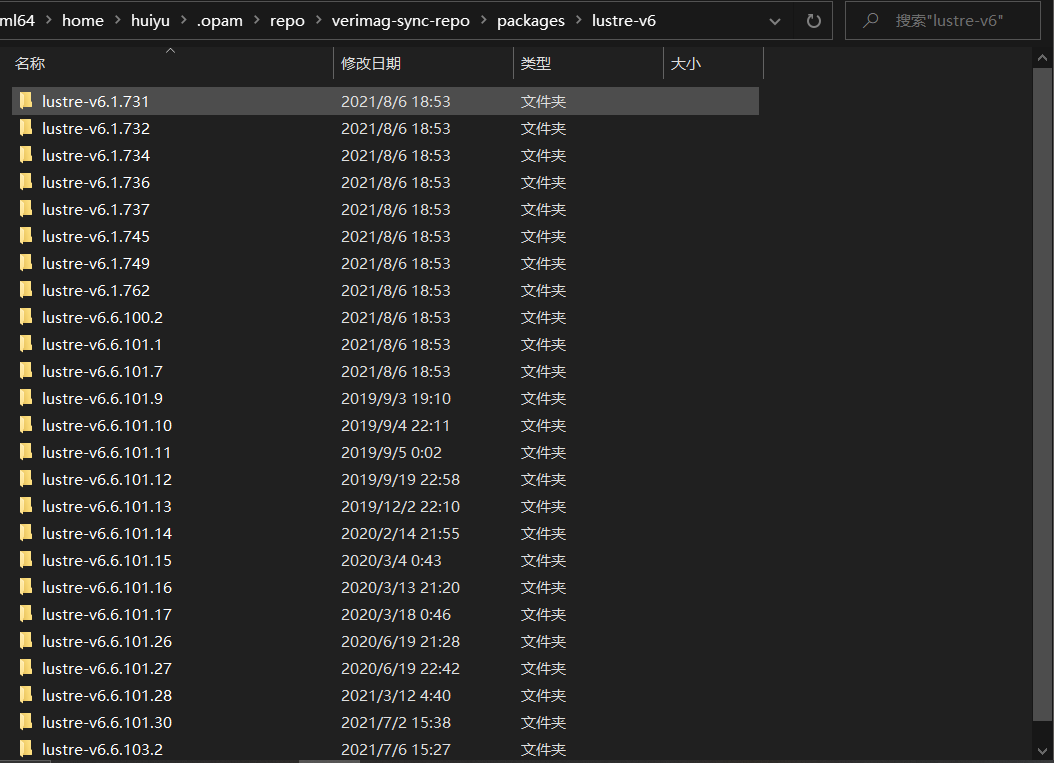 ml64 > home > huiyu > .opam > repo > verimag-sync-repo > packages > lustre-v6 搜索"lustre-v6"
名称 修改日期 类型 大小
lustre-v6.1.731 2021/8/6 18:53 文件夹
lustre-v6.1.732 2021/8/6 18:53 文件夹
lustre-v6.1.734 2021/8/6 18:53 文件夹
lustre-v6.1.736 2021/8/6 18:53 文件夹
lustre-v6.1.737 2021/8/6 18:53 文件夹
lustre-v6.1.745 2021/8/6 18:53 文件夹
lustre-v6.1.749 2021/8/6 18:53 文件夹
lustre-v6.1.762 2021/8/6 18:53 文件夹
lustre-v6.6.100.2 2021/8/6 18:53 文件夹
lustre-v6.6.101.1 2021/8/6 18:53 文件夹
lustre-v6.6.101.7 2021/8/6 18:53 文件夹
lustre-v6.6.101.9 2019/9/3 19:10 文件夹
lustre-v6.6.101.10 2019/9/4 22:11 文件夹
lustre-v6.6.101.11 2019/9/5 0:02 文件夹
lustre-v6.6.101.12 2019/9/19 22:58 文件夹
lustre-v6.6.101.13 2019/12/2 22:10 文件夹
lustre-v6.6.101.14 2020/2/14 21:55 文件夹
lustre-v6.6.101.15 2020/3/4 0:43 文件夹
lustre-v6.6.101.16 2020/3/13 21:20 文件夹
lustre-v6.6.101.17 2020/3/18 0:46 文件夹
lustre-v6.6.101.26 2020/6/19 21:28 文件夹
lustre-v6.6.101.27 2020/6/19 22:42 文件夹
lustre-v6.6.101.28 2021/3/12 4:40 文件夹
lustre-v6.6.101.30 2021/7/2 15:38 文件夹
lustre-v6.6.103.2 2021/7/6 15:27 文件夹